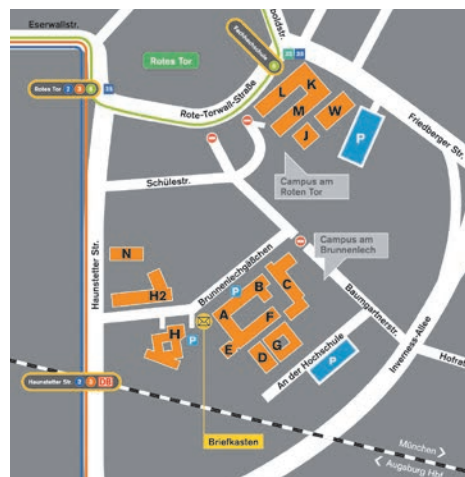 Eserwallstr.
Rotes Tor
Fachhochschule 6
35 30
Rotes Tor 2 3 6
35
Rote-Torwall-Straße
L
K
M
W
J
P
Friedberger Str.
Schülestr.
Campus am
Roten Tor
Campus am
Brunnenlech
Haunstetter Str.
N
H2
Brunnenlechgäßchen
P
B
C
A
F
E
D
G
H
P
Baumgartnerstr.
An der Hochschule
P
Inverness-Allee
Haunstetter Str. 2 3 DB
Briefkasten
München
Augsburg Hbf